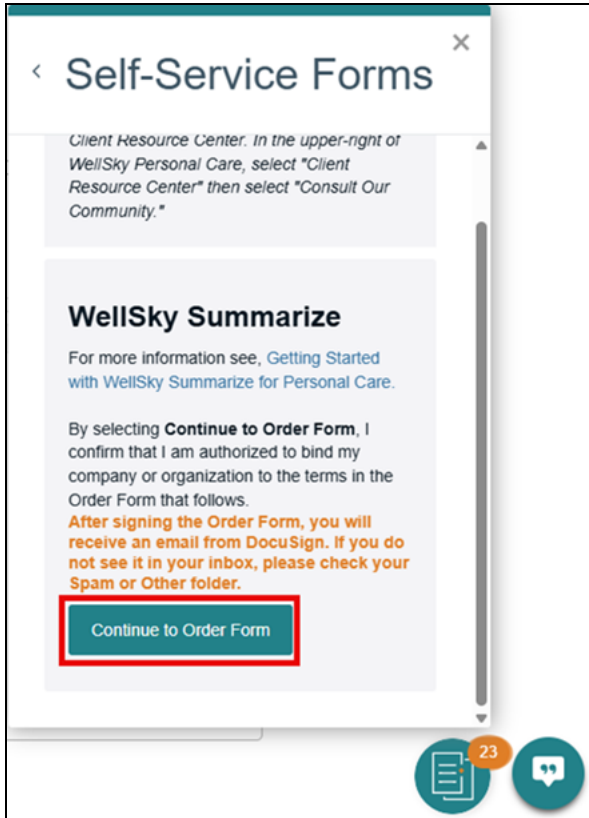 Self-Service Forms
Client Resource Center. In the upper-right of
WellSky Personal Care, select "Client
Resource Center" then select "Consult Our
Community."
WellSky Summarize
For more information see, Getting Started
with WellSky Summarize for Personal Care.
By selecting Continue to Order Form, I
confirm that I am authorized to bind my
company or organization to the terms in the
Order Form that follows.
After signing the Order Form, you will
receive an email from DocuSign. If you do
not see it in your inbox, please check your
Spam or Other folder.
Continue to Order Form
23